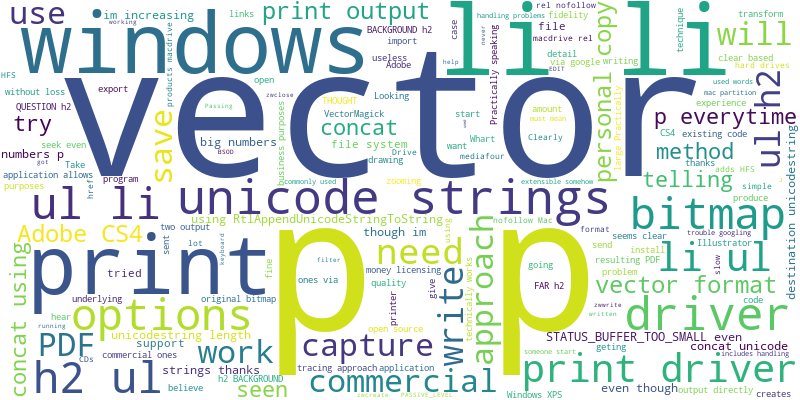 use
windows
li li
will
im increasing
print output
links
BACKGROUND h2
import
useless
Adobe
case
handling problems
rel nofollow
macdrive rel
fidelity
file
detail
via google
writing
EDIT
never
help
Practically speaking
personal copy
technique
transform
clear based
hard drives
used words
mac partition
experience
li h2
ul
working
HFS
without loss
export
QUESTION h2
try
numbers p
seek even
Take
application allows
purposes
program
href
got
save
products macdrive
open
THOUGHT
Passing
BSOD
zwclose
Looking
VectorMagick
concat
big numbers
business purposes
file system
Drive
drawing
vector
start
I
want
Whart
mediafour
Clearly
amount
must mean
large Practically
CS4
existing code
method
thanks
adds HFS
simple
telling
produce
p everytime
ul li
unicode strings
commonly used
zooming
extensible somehow
nofollow Mac
format
trouble googling
bitmap
destination unicodestring
Adobe CS4
using RtlAppendUnicodeStringToString
though im
two output
tried
sent
lot
keyboard
print
p p
need
write
approach
using
technically works
going
send
problem
seems clear
install
resulting PDF
Illustrator
slow
li ul
vector format
concat using
options
underlying
original bitmap
ones via
filter
fine
money licensing
quality
give
printer
driver
code
zwwrite
written
hear
PDF
support
unicodestring length
work
capture
open source
geting
STATUS_BUFFER_TOO_SMALL even
concat unicode
running
CDs
commercial ones
strings thanks
tracing approach
application
FAR h2
someone start
includes handling
h2 ul
believe
h2 BACKGROUND
seen
commercial
zwcreate
PASSIVE_LEVEL
Windows XPS
print driver
even though
output directly
creates